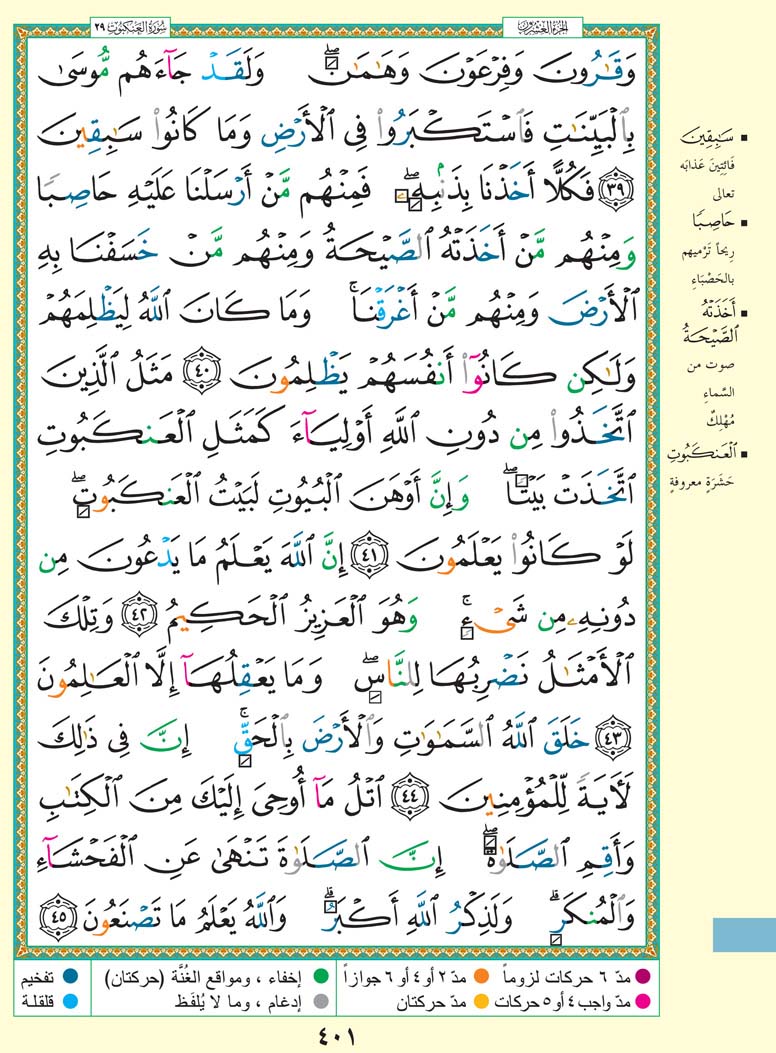 الجزء العشرون
سورة العنكبوت ٢٩
وَقَـٰرُونَ وَفِرْعَوْنَ وَهَـٰمَـٰنَ ۖ وَلَقَدْ جَآءَهُم مُّوسَىٰ
بِٱلْبَيِّنَـٰتِ فَٱسْتَكْبَرُوا۟ فِى ٱلْأَرْضِ وَمَا كَانُوا۟ سَـٰبِقِينَ
﴿٣٩﴾ فَكُلًّا أَخَذْنَا بِذَنۢبِهِۦ ۖ فَمِنْهُم مَّنْ أَرْسَلْنَا عَلَيْهِ حَاصِبًا
وَمِنْهُم مَّنْ أَخَذَتْهُ ٱلصَّيْحَةُ وَمِنْهُم مَّنْ خَسَفْنَا بِهِ
ٱلْأَرْضَ وَمِنْهُم مَّنْ أَغْرَقْنَا ۚ وَمَا كَانَ ٱللَّهُ لِيَظْلِمَهُمْ
وَلَـٰكِن كَانُوٓا۟ أَنفُسَهُمْ يَظْلِمُونَ ﴿٤٠﴾ مَثَلُ ٱلَّذِينَ
ٱتَّخَذُوا۟ مِن دُونِ ٱللَّهِ أَوْلِيَآءَ كَمَثَلِ ٱلْعَنكَبُوتِ
ٱتَّخَذَتْ بَيْتًا ۖ وَإِنَّ أَوْهَنَ ٱلْبُيُوتِ لَبَيْتُ ٱلْعَنكَبُوتِ ۖ
لَوْ كَانُوا۟ يَعْلَمُونَ ﴿٤١﴾ إِنَّ ٱللَّهَ يَعْلَمُ مَا يَدْعُونَ مِن
دُونِهِۦ مِن شَىْءٍ ۚ وَهُوَ ٱلْعَزِيزُ ٱلْحَكِيمُ ﴿٤٢﴾ وَتِلْكَ
ٱلْأَمْثَـٰلُ نَضْرِبُهَا لِلنَّاسِ ۖ وَمَا يَعْقِلُهَآ إِلَّا ٱلْعَـٰلِمُونَ
﴿٤٣﴾ خَلَقَ ٱللَّهُ ٱلسَّمَـٰوَٰتِ وَٱلْأَرْضَ بِٱلْحَقِّ ۚ إِنَّ فِى ذَٰلِكَ
لَـَٔايَةً لِّلْمُؤْمِنِينَ ﴿٤٤﴾ ٱتْلُ مَآ أُوحِىَ إِلَيْكَ مِنَ ٱلْكِتَـٰبِ
وَأَقِمِ ٱلصَّلَوٰةَ ۖ إِنَّ ٱلصَّلَوٰةَ تَنْهَىٰ عَنِ ٱلْفَحْشَآءِ
وَٱلْمُنكَرِ ۗ وَلَذِكْرُ ٱللَّهِ أَكْبَرُ ۗ وَٱللَّهُ يَعْلَمُ مَا تَصْنَعُونَ ﴿٤٥﴾
▪ سَـٰبِقِينَ
فَائِتِينَ عَذابَه
تعالى
▪ حَاصِبًا
رِيحاً تَرْمِيهم
بالحَصْبَاءِ
▪ أَخَذَتْهُ
ٱلصَّيْحَةُ
صوت من
السَّماءِ
مُهْلِكٌ
▪ ٱلْعَنكَبُوتِ
حَشَرَةٍ معروفةٍ
مدّ ٦ حركات لزوماً
مدّ ٢ أو ٤ أو ٦ جوازاً
إخفاء ، ومواقع الغُنَّة (حركتان)
تفخيم
مدّ واجب ٤ أو ٥ حركات
مدّ حركتان
إدغام ، وما لا يُلفَظ
قلقلة
٤٠١